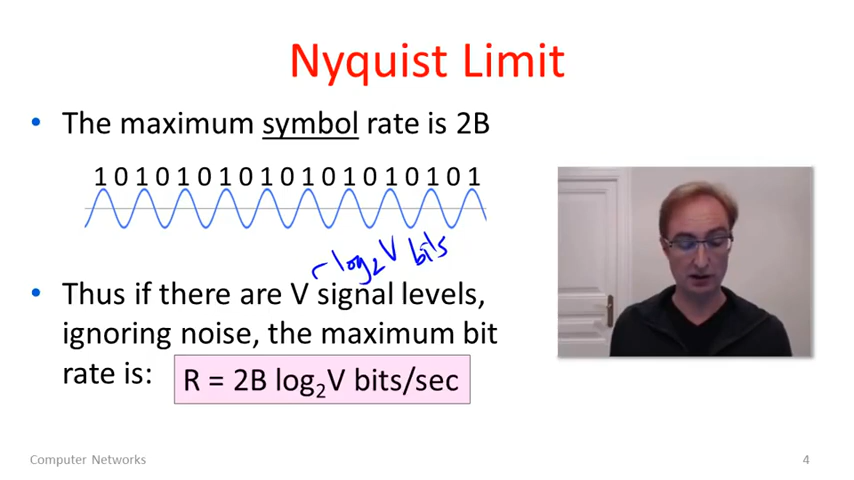 Nyquist Limit
• The maximum symbol rate is 2B
1 0 1 0 1 0 1 0 1 0 1 0 1 0 1 0 1 0 1
log₂V bits
• Thus if there are V signal levels,
ignoring noise, the maximum bit
rate is: R = 2B log₂V bits/sec
Computer Networks
4